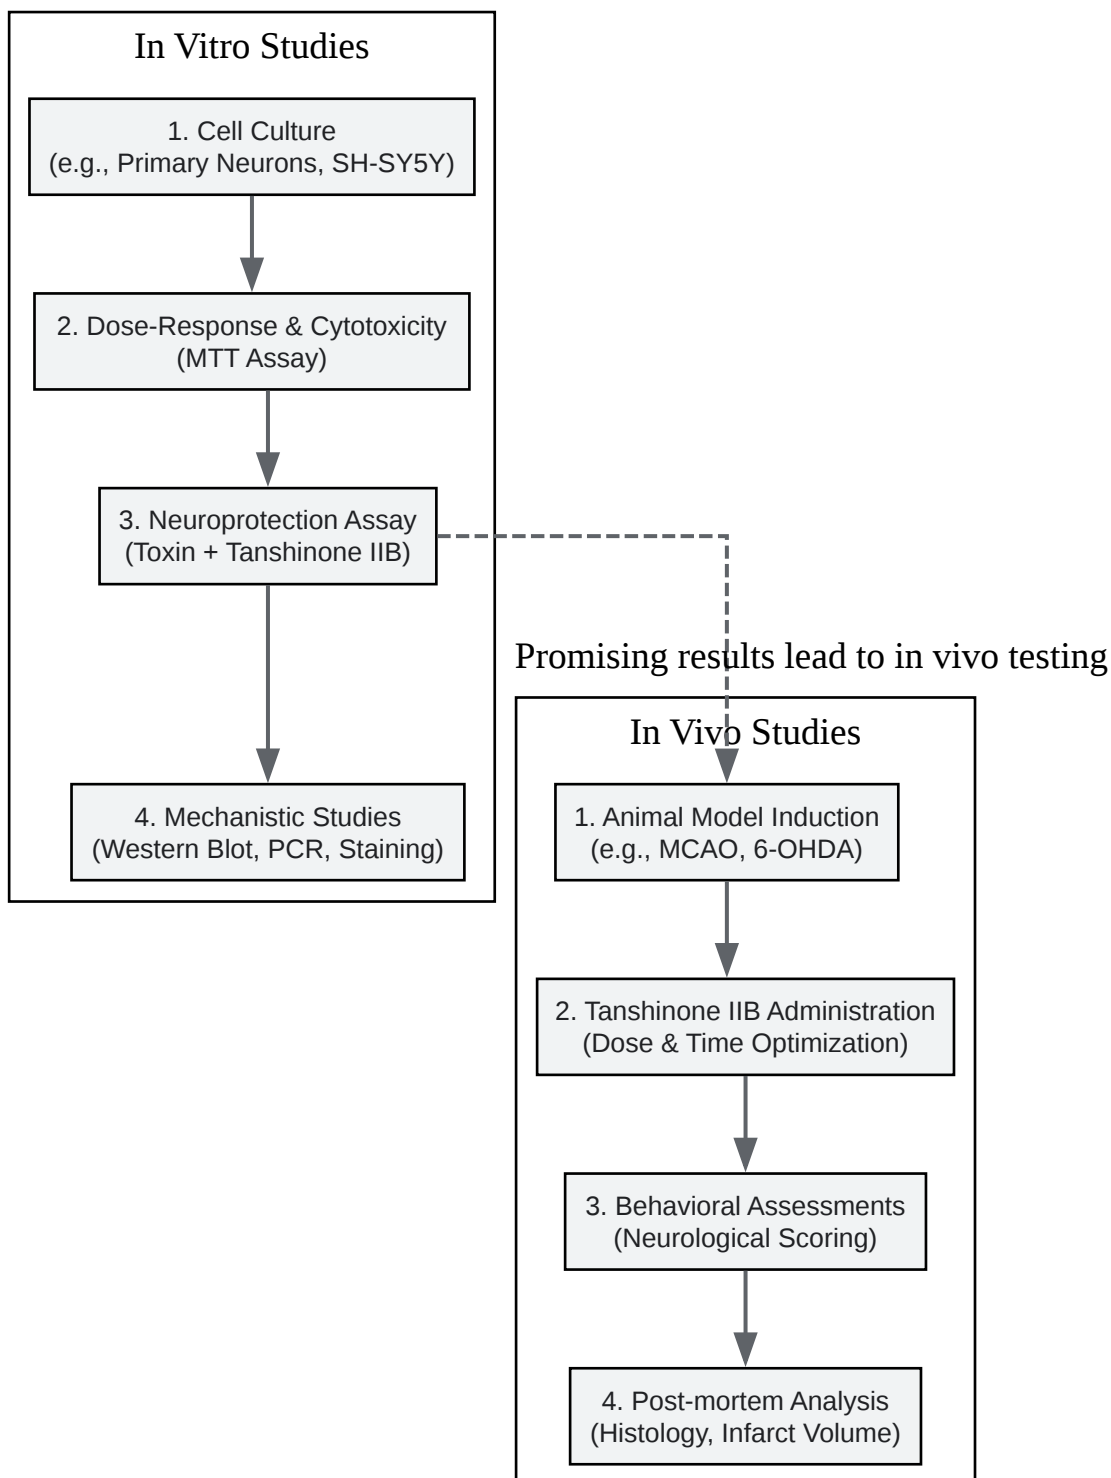 In Vitro Studies
1. Cell Culture
(e.g., Primary Neurons, SH-SY5Y)
2. Dose-Response & Cytotoxicity
(MTT Assay)
3. Neuroprotection Assay
(Toxin + Tanshinone IIB)
4. Mechanistic Studies
(Western Blot, PCR, Staining)
Promising results lead to in vivo testing
In Vivo Studies
1. Animal Model Induction
(e.g., MCAO, 6-OHDA)
2. Tanshinone IIB Administration
(Dose & Time Optimization)
3. Behavioral Assessments
(Neurological Scoring)
4. Post-mortem Analysis
(Histology, Infarct Volume)